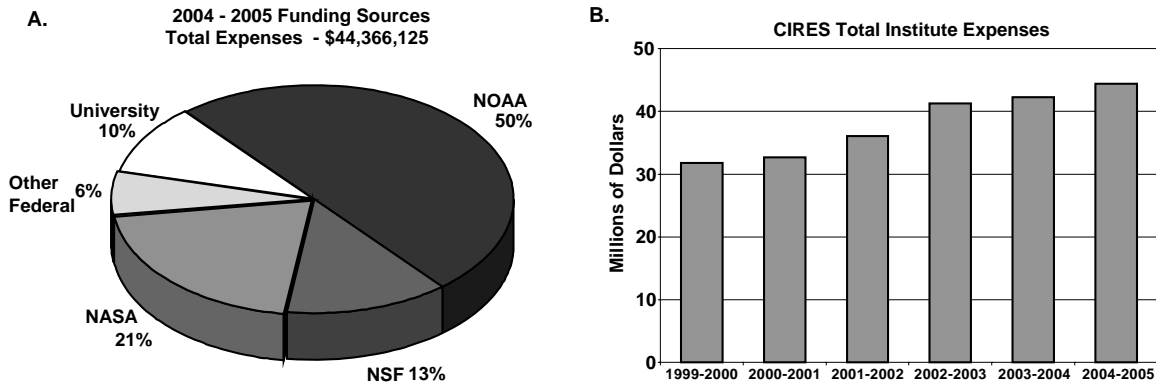 A.
2004 - 2005 Funding Sources
Total Expenses - $44,366,125
NOAA
50%
University
10%
Other
Federal
6%
NASA
21%
NSF 13%
B.
CIRES Total Institute Expenses
Millions of Dollars
50
40
30
20
10
0
1999-2000 2000-2001 2001-2002 2002-2003 2003-2004 2004-2005